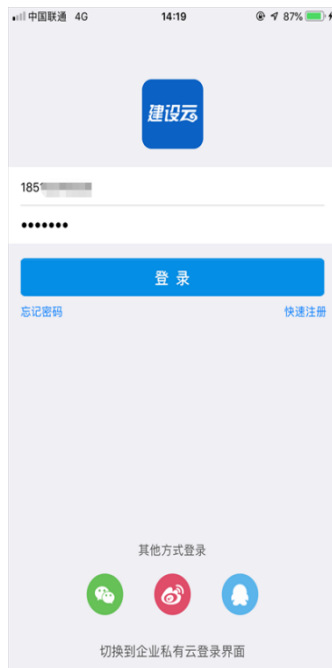 中国联通 4G 14:19 87%
建设云
185
•••••••
登 录
忘记密码 快速注册
其他方式登录
切换到企业私有云登录界面